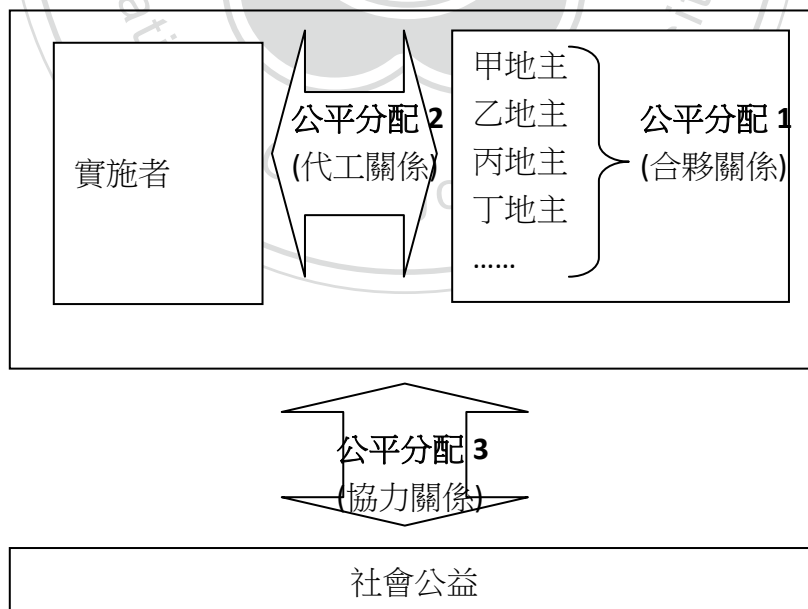 實施者
公平分配 2
(代工關係)
甲地主
乙地主
丙地主
丁地主
……
公平分配 1
(合夥關係)
公平分配 3
(協力關係)
社會公益